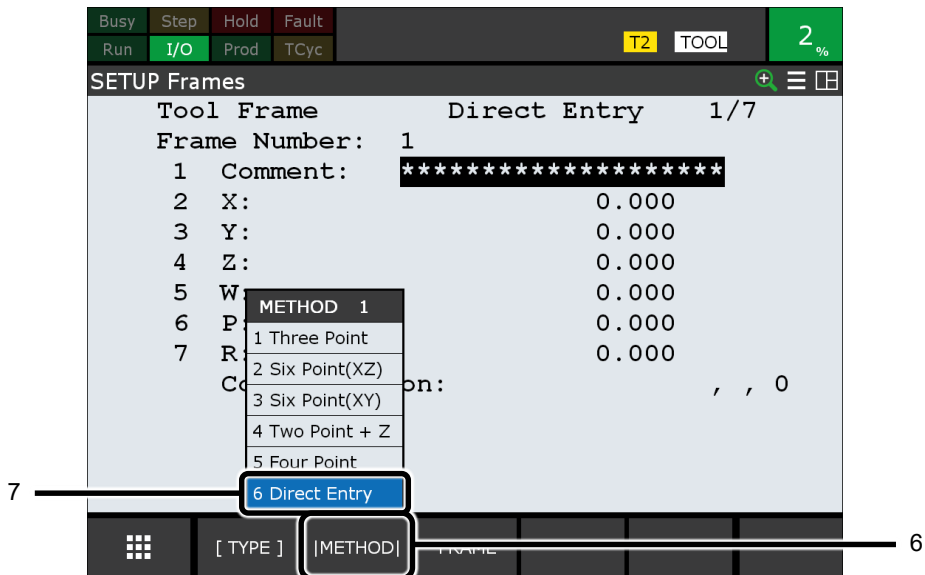 Busy Step Hold Fault
Run I/O Prod TCyc T2 TOOL 2%
SETUP Frames
Tool Frame Direct Entry 1/7
Frame Number: 1
1 Comment: *********************
2 X: 0.000
3 Y: 0.000
4 Z: 0.000
5 W: 0.000
6 P 0.000
7 R 0.000
METHOD 1
1 Three Point
2 Six Point(XZ)
3 Six Point(XY)
4 Two Point + Z
5 Four Point
6 Direct Entry
on: , , 0
7
[ TYPE ] |METHOD| FRAME
6